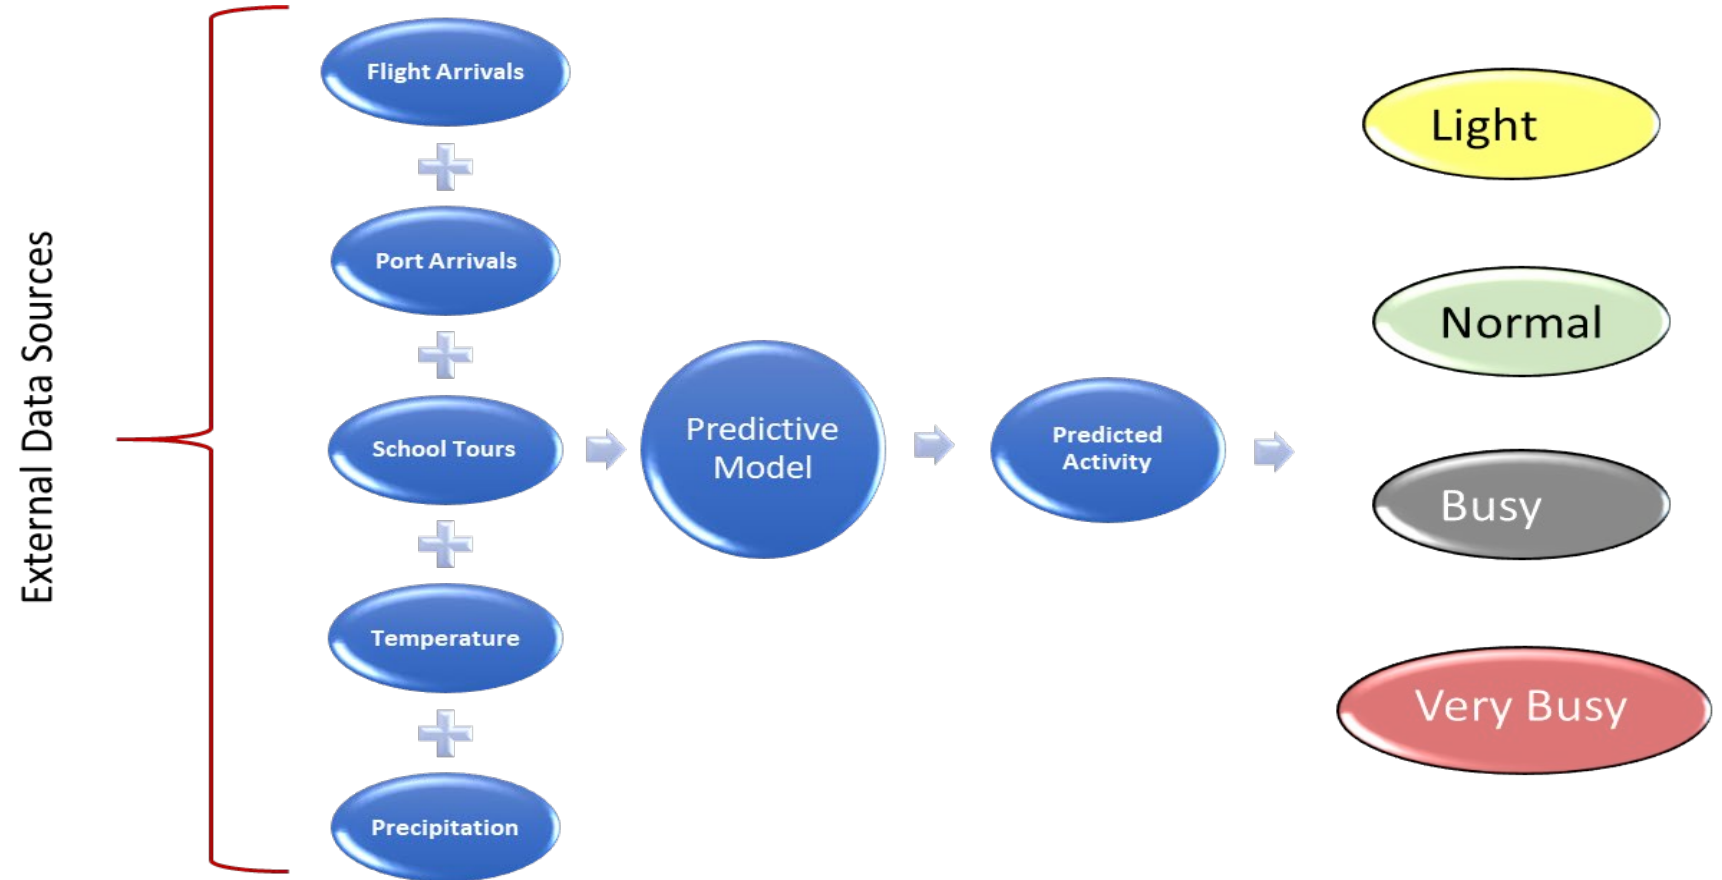 External Data Sources
Flight Arrivals
Port Arrivals
School Tours
Temperature
Precipitation
Predictive
Model
Predicted
Activity
Light
Normal
Busy
Very Busy